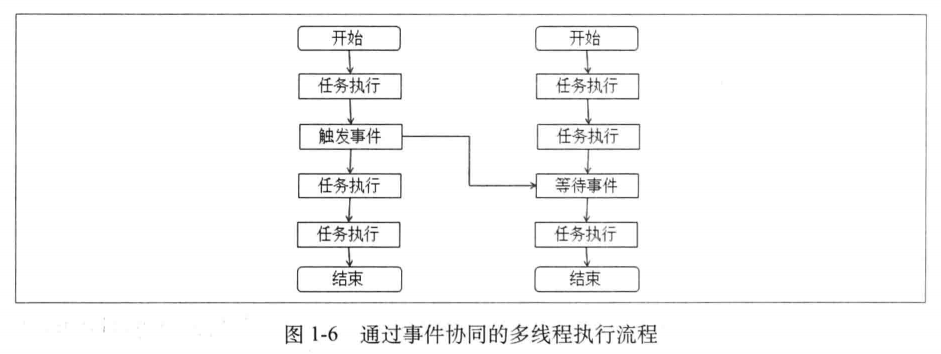 开始
任务执行
触发事件
任务执行
任务执行
结束
开始
任务执行
任务执行
等待事件
任务执行
结束
图 1-6 通过事件协同的多线程执行流程